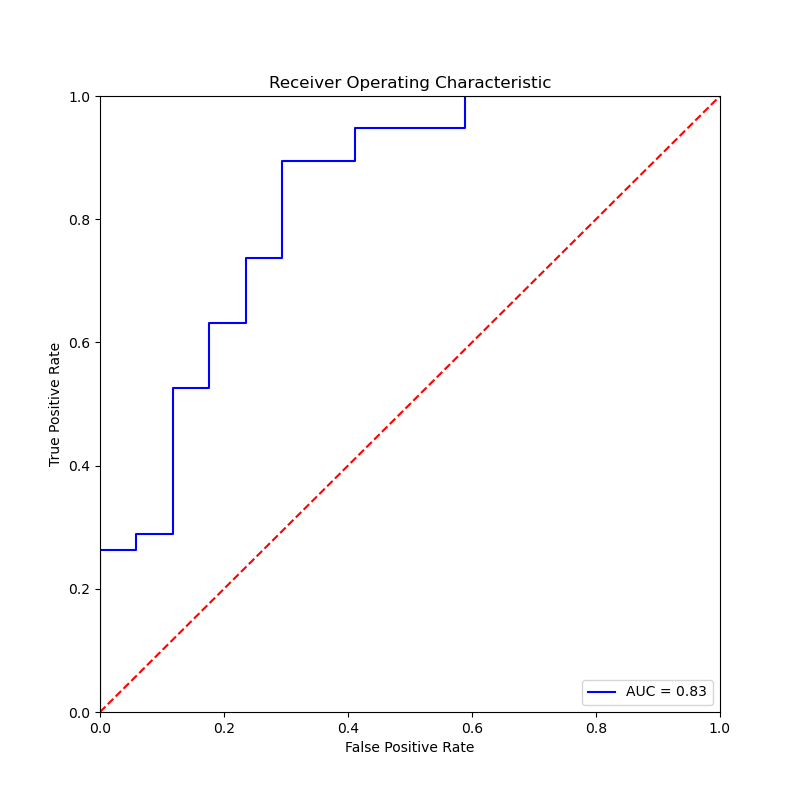 Receiver Operating Characteristic
True Positive Rate
1.0
0.8
0.6
0.4
0.2
0.0
0.0 0.2 0.4 0.6 0.8 1.0
False Positive Rate
AUC = 0.83